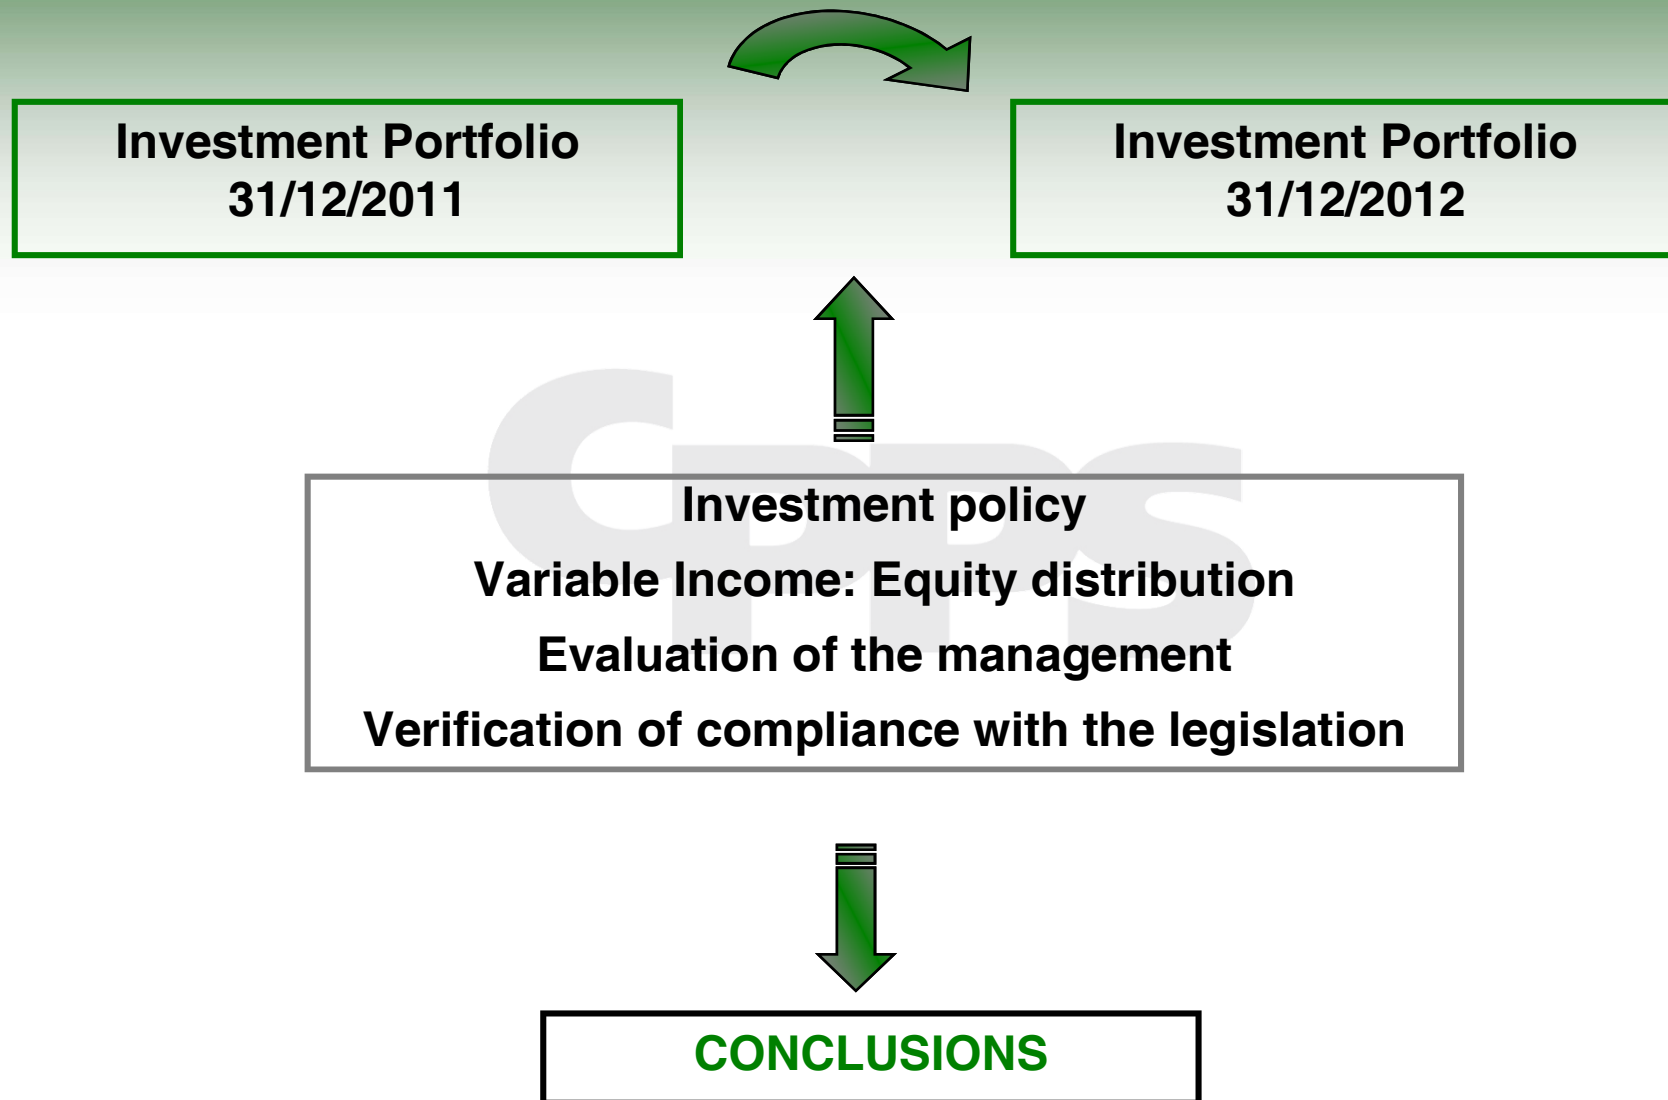 Investment Portfolio
31/12/2011
Investment Portfolio
31/12/2012
CPPS
Investment policy
Variable Income: Equity distribution
Evaluation of the management
Verification of compliance with the legislation
CONCLUSIONS